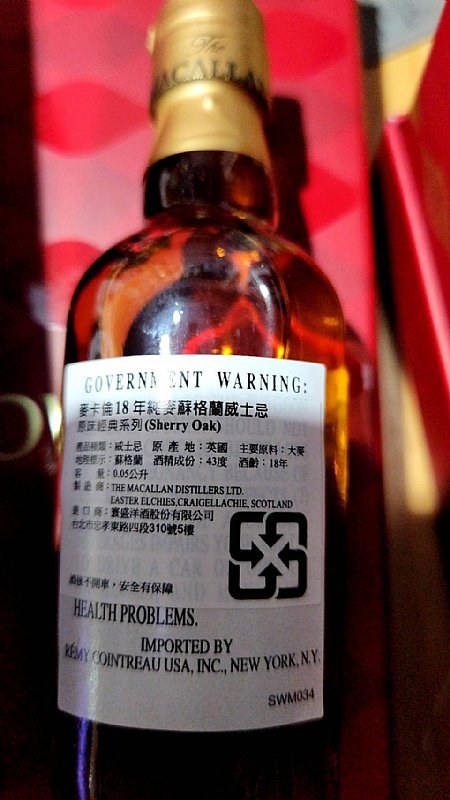 The
MACALLAN
GOVERNMENT WARNING:
麥卡倫18年純麥蘇格蘭威士忌
原味經典系列(Sherry Oak)
產品種類：威士忌 原產地：英國 主要原料：大麥
地理標示：蘇格蘭 酒精成份：43度 酒齡：18年
容量：0.05公升
製造商：THE MACALLAN DISTILLERS LTD.
EASTER ELCHIES,CRAIGELLACHIE, SCOTLAND
進口商：寰盛洋酒股份有限公司
台北市忠孝東路四段310號5樓
酒後不開車，安全有保障
HEALTH PROBLEMS.
IMPORTED BY
RÉMY COINTREAU USA, INC., NEW YORK, N.Y.
SWM034